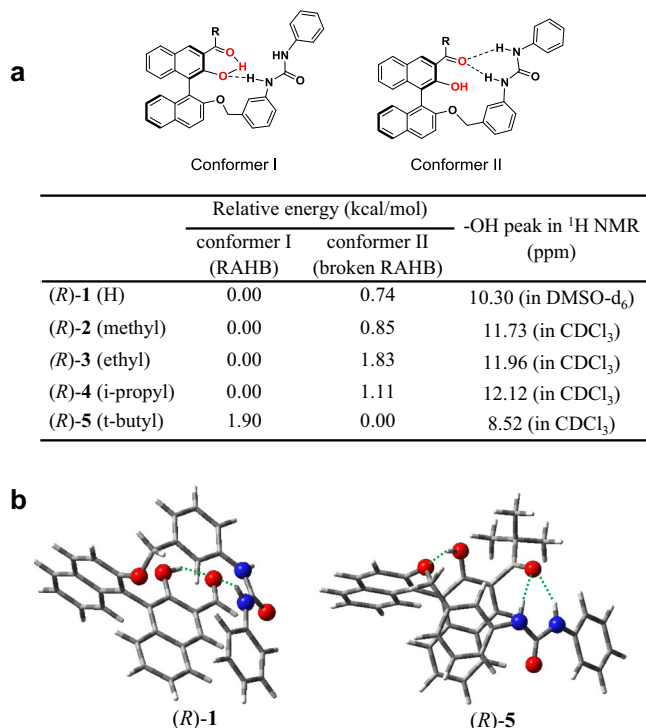 a
R
O
H
O
H
N
HN
O
O
Conformer I
R
O
H
N
H
N
O
OH
O
Conformer II
Relative energy (kcal/mol)
-OH peak in ¹H NMR (ppm)
conformer I (RAHB)
conformer II (broken RAHB)
(R)-1 (H) 0.00 0.74 10.30 (in DMSO-d₆)
(R)-2 (methyl) 0.00 0.85 11.73 (in CDCl₃)
(R)-3 (ethyl) 0.00 1.83 11.96 (in CDCl₃)
(R)-4 (i-propyl) 0.00 1.11 12.12 (in CDCl₃)
(R)-5 (t-butyl) 1.90 0.00 8.52 (in CDCl₃)
b
(R)-1
(R)-5